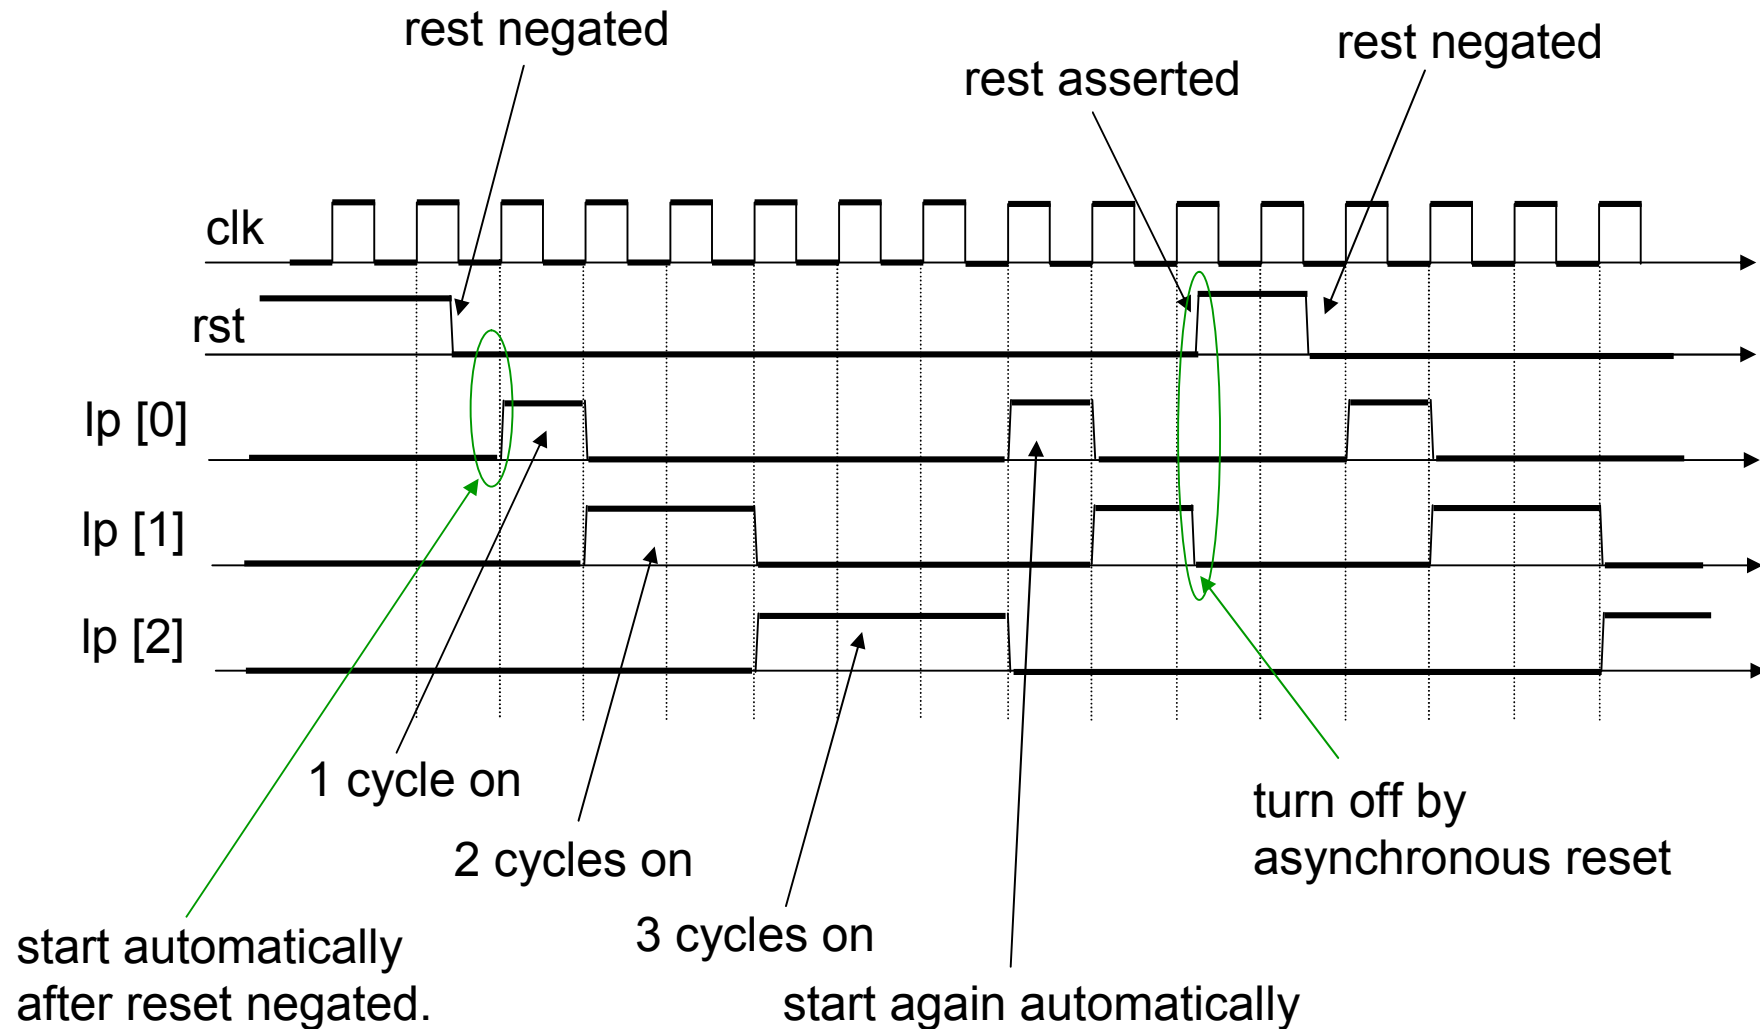 rest negated
rest asserted
rest negated
clk
rst
lp [0]
lp [1]
lp [2]
1 cycle on
2 cycles on
3 cycles on
turn off by
asynchronous reset
start automatically
after reset negated.
start again automatically